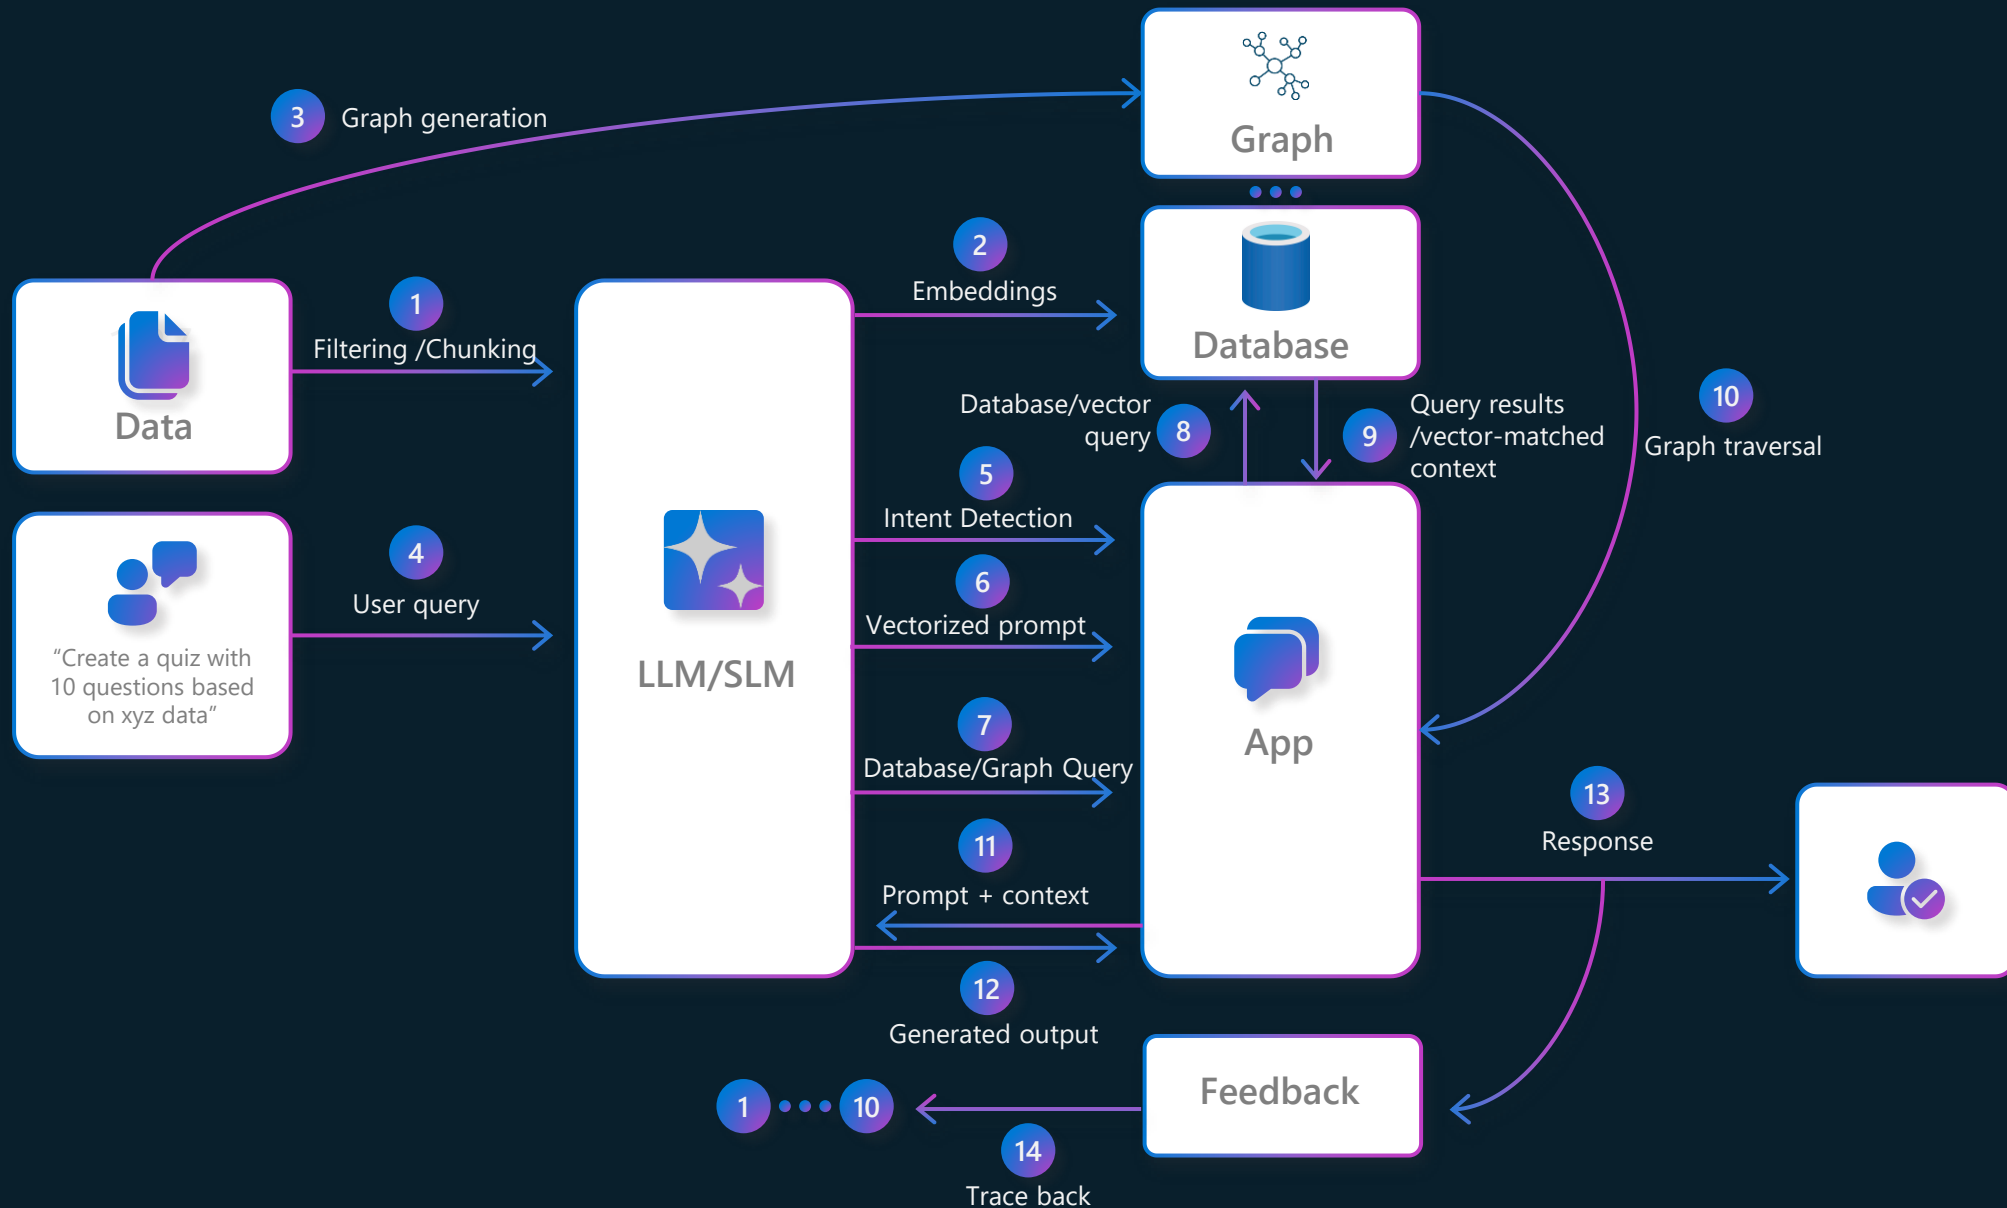 Graph
3
Graph generation
2
Embeddings
Database
1
Filtering /Chunking
Data
Database/vector
query
8
9
Query results
/vector-matched
context
10
Graph traversal
5
Intent Detection
4
User query
6
Vectorized prompt
“Create a quiz with
10 questions based
on xyz data”
LLM/SLM
7
Database/Graph Query
App
13
Response
11
Prompt + context
12
Generated output
Feedback
1
10
14
Trace back